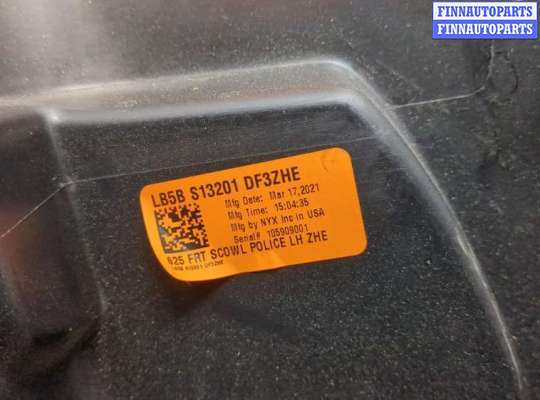 FINNAUTOPARTS
FINNAUTOPARTS
LB5B S13201 DF3ZHE
Mfg Date: Mar 17,2021
Mfg Time: 15:04:35
Mfg by NYX Inc in USA
Serial# 105909001
625 FRT SCDWL POLICE LH ZHE